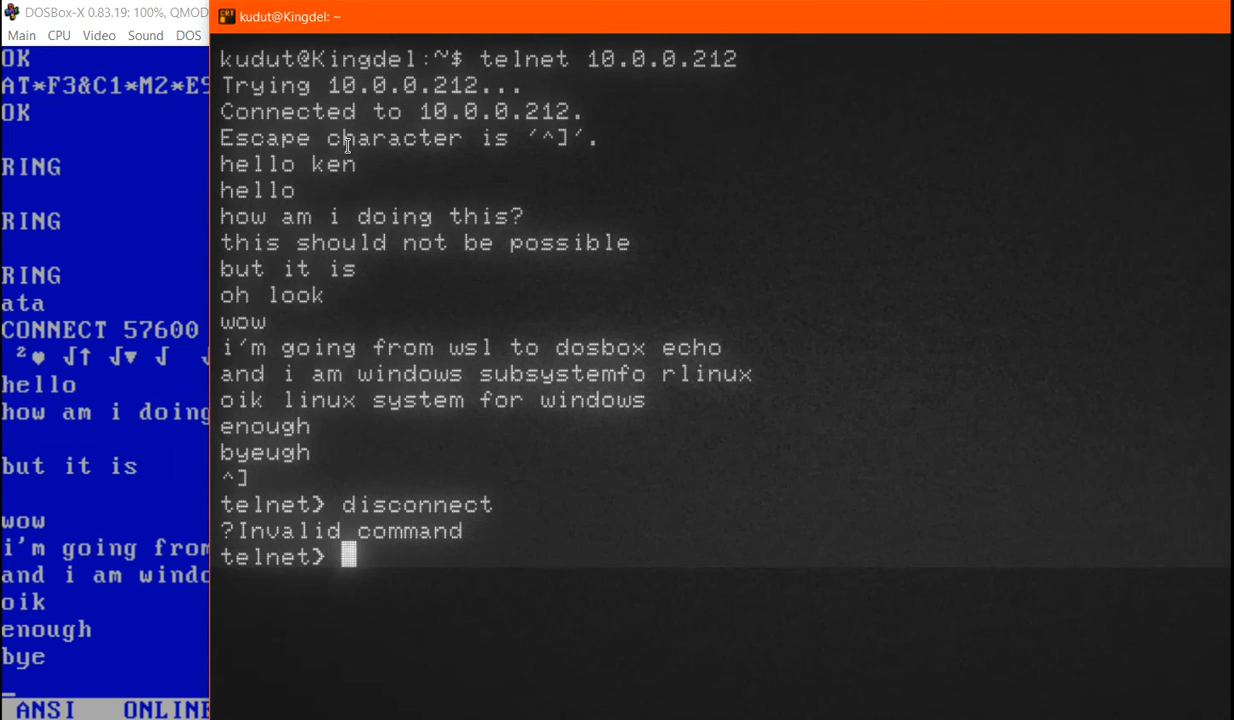 DOSBox-X 0.83.19: 100%, QMOD
Main CPU Video Sound DOS
OK
AT*F3&C1*M2*E9
OK
RING
RING
RING
ata
CONNECT 57600
²♥ √↑ √▼ √ √
hello
how am i doing
but it is
wow
i'm going from
and i am windo
oik
enough
bye
_
ANSI ONLINE
kudut@Kingdel: ~
kudut@Kingdel:~$ telnet 10.0.0.212
Trying 10.0.0.212...
Connected to 10.0.0.212.
Escape character is '^]'.
hello ken
hello
how am i doing this?
this should not be possible
but it is
oh look
wow
i'm going from wsl to dosbox echo
and i am windows subsystemfo rlinux
oik linux system for windows
enough
byeugh
^]
telnet> disconnect
?Invalid command
telnet>